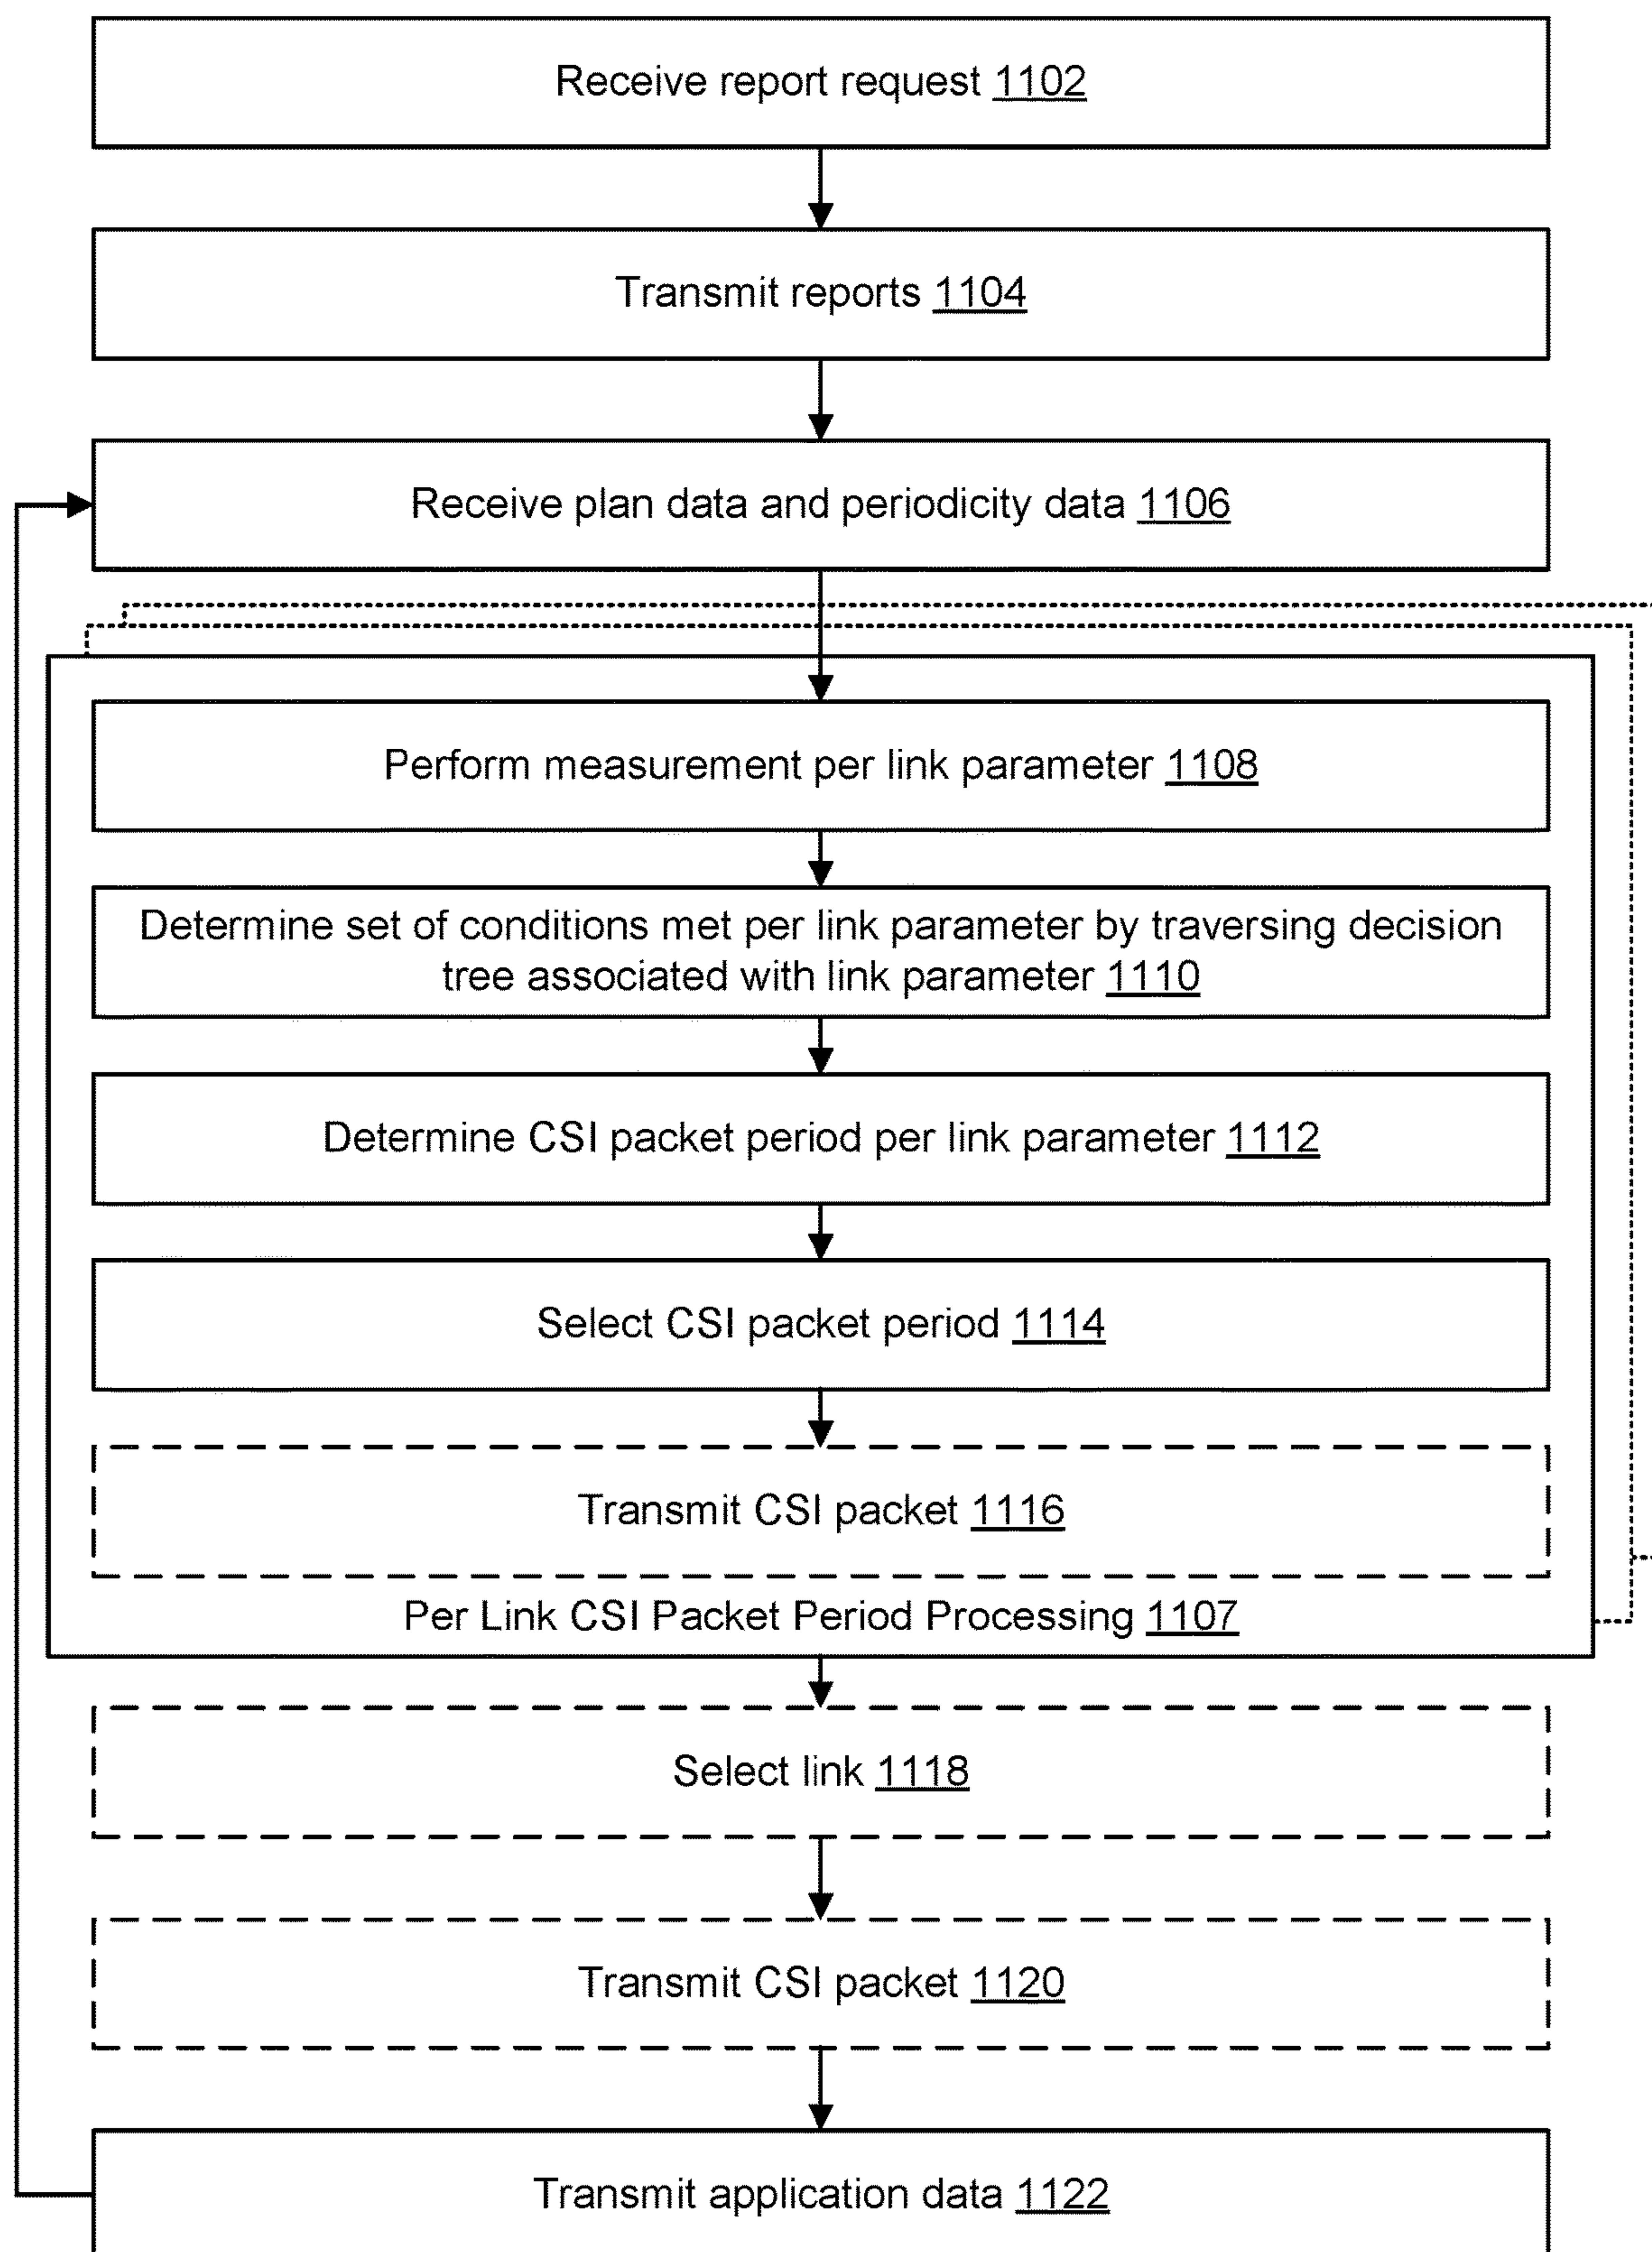 Receive report request 1102
Transmit reports 1104
Receive plan data and periodicity data 1106
Perform measurement per link parameter 1108
Determine set of conditions met per link parameter by traversing decision
tree associated with link parameter 1110
Determine CSI packet period per link parameter 1112
Select CSI packet period 1114
Transmit CSI packet 1116
Per Link CSI Packet Period Processing 1107
Select link 1118
Transmit CSI packet 1120
Transmit application data 1122